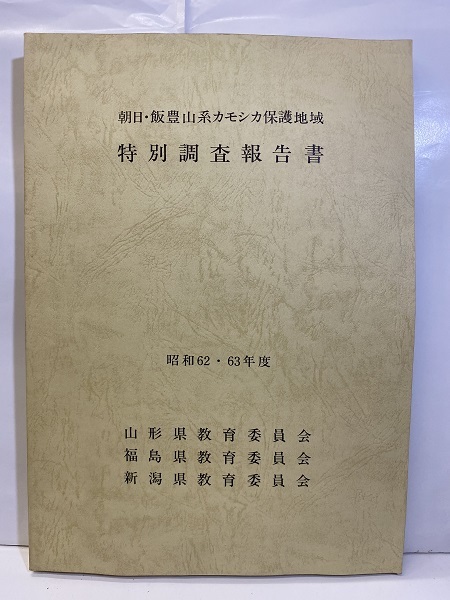 朝日・飯豊山系カモシカ保護地域
特別調査報告書
昭和62・63年度
山形県教育委員会
福島県教育委員会
新潟県教育委員会